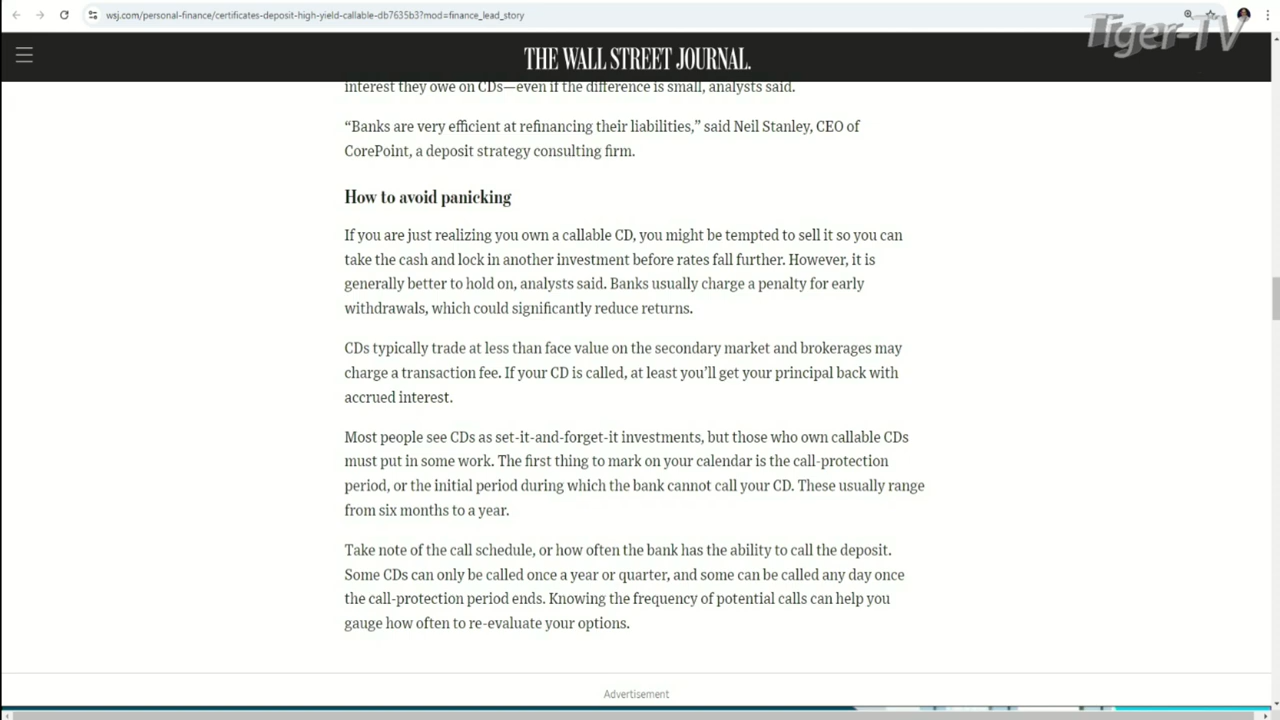 wsj.com/personal-finance/certificates-deposit-high-yield-callable-db7635b3?mod=finance_lead_story
Tiger-TV
THE WALL STREET JOURNAL.
interest they owe on CDs—even if the difference is small, analysts said.
“Banks are very efficient at refinancing their liabilities,” said Neil Stanley, CEO of
CorePoint, a deposit strategy consulting firm.
How to avoid panicking
If you are just realizing you own a callable CD, you might be tempted to sell it so you can
take the cash and lock in another investment before rates fall further. However, it is
generally better to hold on, analysts said. Banks usually charge a penalty for early
withdrawals, which could significantly reduce returns.
CDs typically trade at less than face value on the secondary market and brokerages may
charge a transaction fee. If your CD is called, at least you’ll get your principal back with
accrued interest.
Most people see CDs as set-it-and-forget-it investments, but those who own callable CDs
must put in some work. The first thing to mark on your calendar is the call-protection
period, or the initial period during which the bank cannot call your CD. These usually range
from six months to a year.
Take note of the call schedule, or how often the bank has the ability to call the deposit.
Some CDs can only be called once a year or quarter, and some can be called any day once
the call-protection period ends. Knowing the frequency of potential calls can help you
gauge how often to re-evaluate your options.
Advertisement